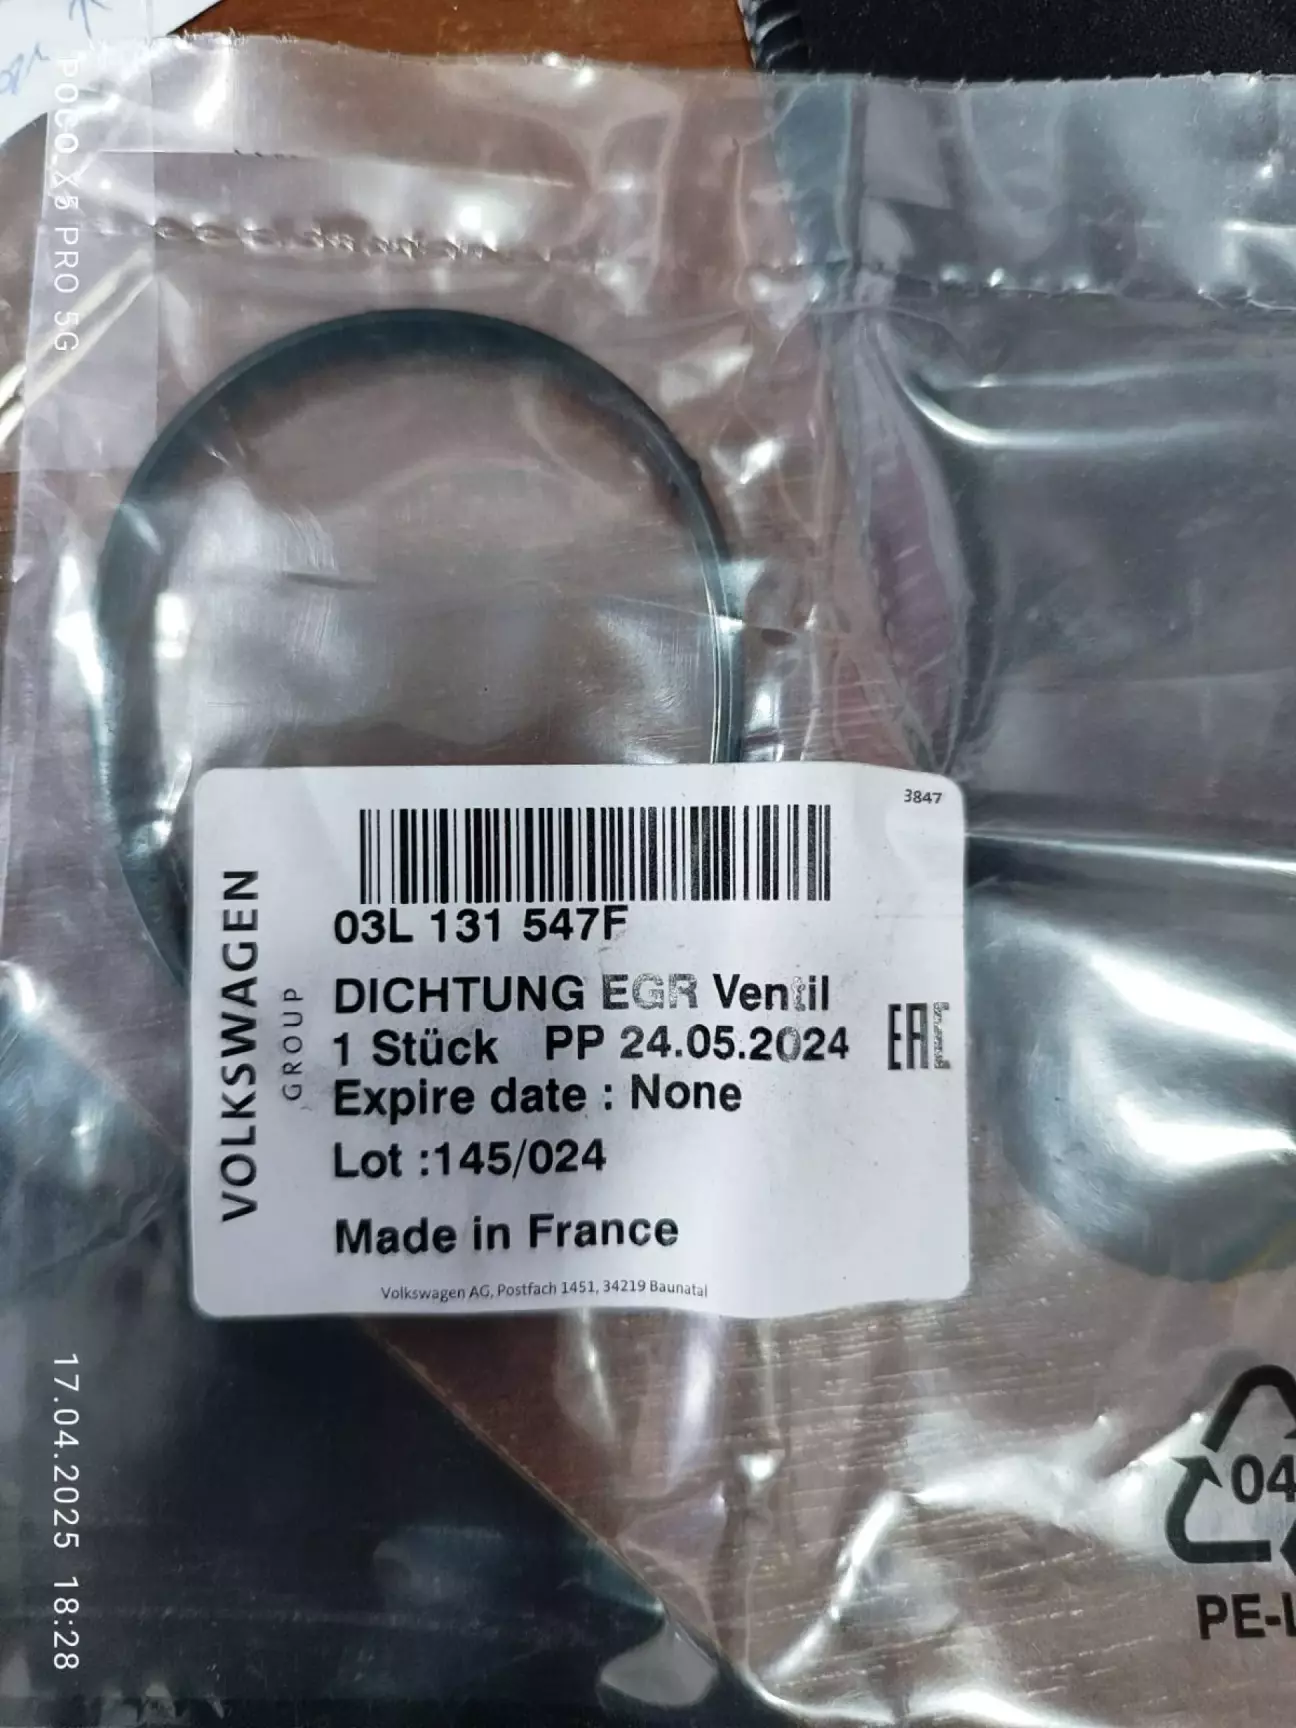 POCO X5 PRO 5G
3847
03L 131 547F
DICHTUNG EGR Ventil
1 Stück PP 24.05.2024
Expire date : None
Lot :145/024
Made in France
Volkswagen AG, Postfach 1451, 34219 Baunatal
VOLKSWAGEN
GROUP
EAC
04
17.04.2025 18:28